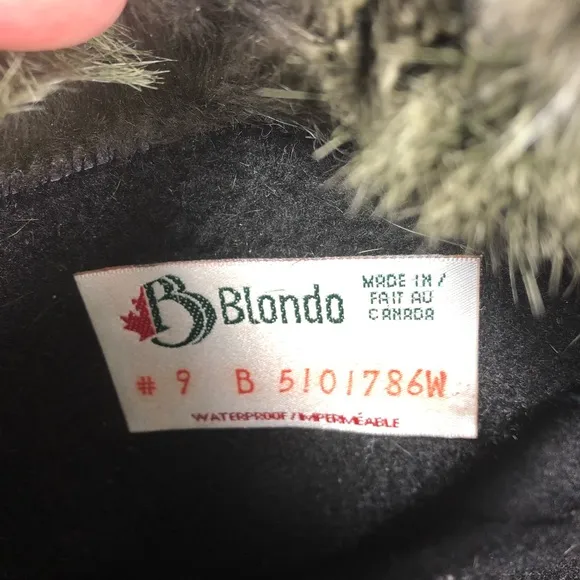 B Blondo
MADE IN/
FAIT AU
CANADA
# 9 B 5101786W
WATERPROOF/IMPERMÉABLE